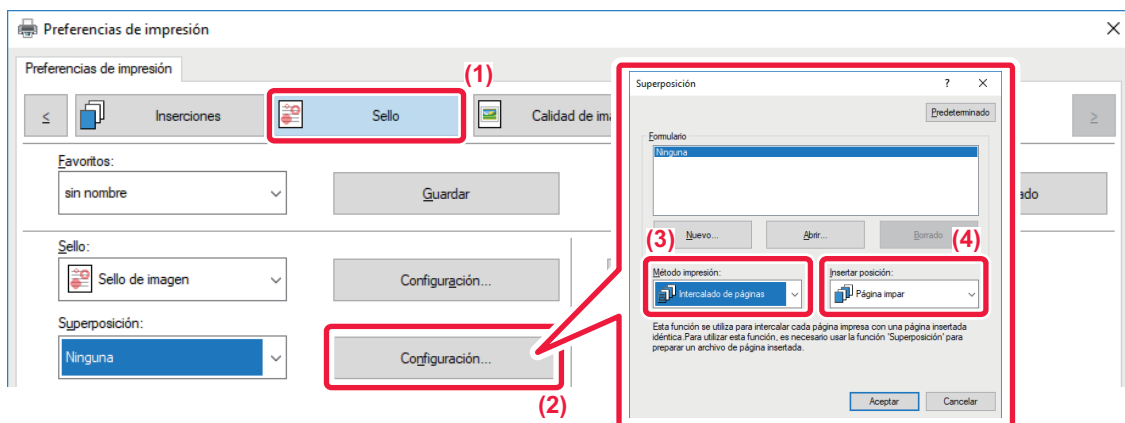 Preferencias de impresión
Preferencias de impresión
(1)
< Inserciones Sello Calidad de >
Favoritos:
sin nombre Guardar
Sello:
Sello de imagen Configuración...
Superposición:
Ninguna Configuración...
(2)
Superposición ?
Predeterminado
Formulario
Ninguna
Nuevo... Abrir... Borrado
(3) (4)
Método impresión: Insertar posición:
Intercalado de páginas Página impar
Esta función se utiliza para intercalar cada página impresa con una página insertada
idéntica.Para utilizar esta función, es necesario usar la función 'Superposición' para
preparar un archivo de página insertada.
Aceptar Cancelar